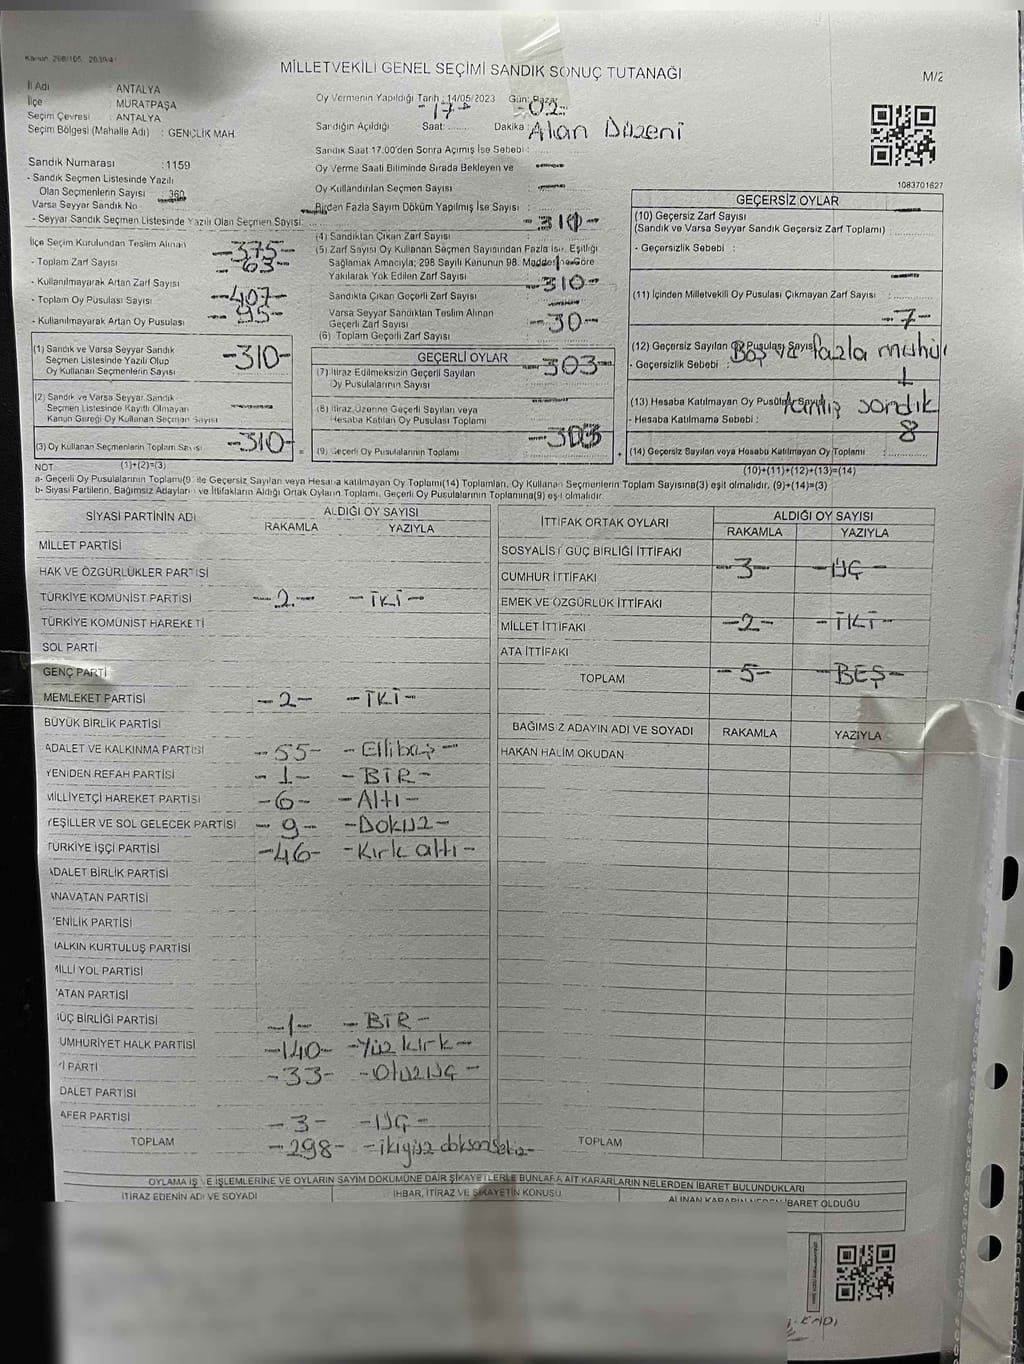 Kanun: 298/105, 2839/4
MİLLETVEKİLİ GENEL SEÇİMİ SANDIK SONUÇ TUTANAĞI
M/2
İl Adı : ANTALYA
İlçe : MURATPAŞA
Seçim Çevresi : ANTALYA
Seçim Bölgesi (Mahalle Adı) : GENÇLİK MAH.
Sandık Numarası : 1159
- Sandık Seçmen Listesinde Yazılı
Olan Seçmenlerin Sayısı : 360
Varsa Seyyar Sandık No
- Seyyar Sandık Seçmen Listesinde Yazılı Olan Seçmen Sayısı:
Oy Vermenin Yapıldığı Tarih : 14/05/2023 Gün: Pazar
-17- -02-
Sandığın Açıldığı Saat:...... Dakika : Alan Düzeni
Sandık Saat 17.00'den Sonra Açımış İse Sebebi :
Oy Verme Saati Bitiminde Sırada Bekleyen ve
Oy Kullandırılan Seçmen Sayısı
Birden Fazla Sayım Döküm Yapılmış İse Sayısı :
1083701627
İlçe Seçim Kurulundan Teslim Alınan
- Toplam Zarf Sayısı -375-
- Kullanılmayarak Artan Zarf Sayısı -63-
- Toplam Oy Pusulası Sayısı -407-
- Kullanılmayarak Artan Oy Pusulası -95-
(4) Sandıktan Çıkan Zarf Sayısı -310-
(5) Zarf Sayısı Oy Kullanan Seçmen Sayısından Fazla İse, Eşitliği
Sağlamak Amacıyla; 298 Sayılı Kanunun 98. Maddesine Göre
Yakılarak Yok Edilen Zarf Sayısı
Sandıkta Çıkan Geçerli Zarf Sayısı -310-
Varsa Seyyar Sandıktan Teslim Alınan
Geçerli Zarf Sayısı
(6) Toplam Geçerli Zarf Sayısı -30-
GEÇERSİZ OYLAR
(10) Geçersiz Zarf Sayısı
(Sandık ve Varsa Seyyar Sandık Geçersiz Zarf Toplamı)
- Geçersizlik Sebebi :
(11) İçinden Milletvekili Oy Pusulası Çıkmayan Zarf Sayısı :
-7-
(12) Geçersiz Sayılan Oy Pusulası Sayısı
- Geçersizlik Sebebi : Boş ve fazla mühür
1
(13) Hesaba Katılmayan Oy Pusulası Sayısı
- Hesaba Katılmama Sebebi : sandık
8
(14) Geçersiz Sayılan veya Hesaba Katılmayan Oy Toplamı
(10)+(11)+(12)+(13)=(14)
(1) Sandık ve Varsa Seyyar Sandık
Seçmen Listesinde Yazılı Olup
Oy Kullanan Seçmenlerin Sayısı -310-
(2) Sandık ve Varsa Seyyar Sandık
Seçmen Listesinde Kayıtlı Olmayan
Kanun Gereği Oy Kullanan Seçmen Sayısı
(3) Oy Kullanan Seçmenlerin Toplam Sayısı -310-
(1)+(2)=(3)
GEÇERLİ OYLAR
(7) İtiraz Edilmeksizin Geçerli Sayılan
Oy Pusulalarının Sayısı -303-
(8) İtiraz Üzerine Geçerli Sayılan veya
Hesaba Katılan Oy Pusulası Toplamı
(9) Geçerli Oy Pusulalarının Toplamı -303-
NOT:
a- Geçerli Oy Pusulalarının Toplamı(9) ile Geçersiz Sayılan veya Hesaba katılmayan Oy Toplamı(14) Toplamları, Oy Kullanan Seçmenlerin Toplam Sayısına(3) eşit olmalıdır, (9)+(14)=(3)
b- Siyasi Partilerin, Bağımsız Adayların ve İttifakların Aldığı Ortak Oyların Toplamı, Geçerli Oy Pusulalarının Toplamına(9) eşit olmalıdır.
SİYASİ PARTİNİN ADI ALDIĞI OY SAYISI
RAKAMLA YAZIYLA
MİLLET PARTİSİ
HAK VE ÖZGÜRLÜKLER PARTİSİ
TÜRKİYE KOMÜNİST PARTİSİ -2- -İKİ-
TÜRKİYE KOMÜNİST HAREKETİ
SOL PARTİ
GENÇ PARTİ
MEMLEKET PARTİSİ -2- -İKİ-
BÜYÜK BİRLİK PARTİSİ
ADALET VE KALKINMA PARTİSİ -55- -Ellibeş-
YENİDEN REFAH PARTİSİ -1- -BİR-
MİLLİYETÇİ HAREKET PARTİSİ -6- -Altı-
YEŞİLLER VE SOL GELECEK PARTİSİ -9- -Dokuz-
TÜRKİYE İŞÇİ PARTİSİ -46- -Kırk altı-
ADALET BİRLİK PARTİSİ
ANAVATAN PARTİSİ
YENİLİK PARTİSİ
HALKIN KURTULUŞ PARTİSİ
MİLLİ YOL PARTİSİ
VATAN PARTİSİ
GÜÇ BİRLİĞİ PARTİSİ -1- -BİR-
CUMHURİYET HALK PARTİSİ -140- -Yüz kırk-
İYİ PARTİ -33- -Otuz üç-
ADALET PARTİSİ
ZAFER PARTİSİ -3- -ÜÇ-
TOPLAM -298- -ikiyüz doksansekiz-
İTTİFAK ORTAK OYLARI ALDIĞI OY SAYISI
RAKAMLA YAZIYLA
SOSYALİST GÜÇ BİRLİĞİ İTTİFAKI
CUMHUR İTTİFAKI -3- -ÜÇ-
EMEK VE ÖZGÜRLÜK İTTİFAKI
MİLLET İTTİFAKI -2- -İKİ-
ATA İTTİFAKI
TOPLAM -5- -BEŞ-
BAĞIMSIZ ADAYIN ADI VE SOYADI RAKAMLA YAZIYLA
HAKAN HALİM OKUDAN
TOPLAM
OYLAMA İŞ VE İŞLEMLERİNE VE OYLARIN SAYIM DÖKÜMÜNE DAİR ŞİKAYETLERLE BUNLARA AİT KARARLARIN NELERDEN İBARET BULUNDUKLARI
İTİRAZ EDENİN ADI VE SOYADI İHBAR, İTİRAZ VE ŞİKAYETİN KONUSU ALINAN KARARIN NEDEN İBARET OLDUĞU